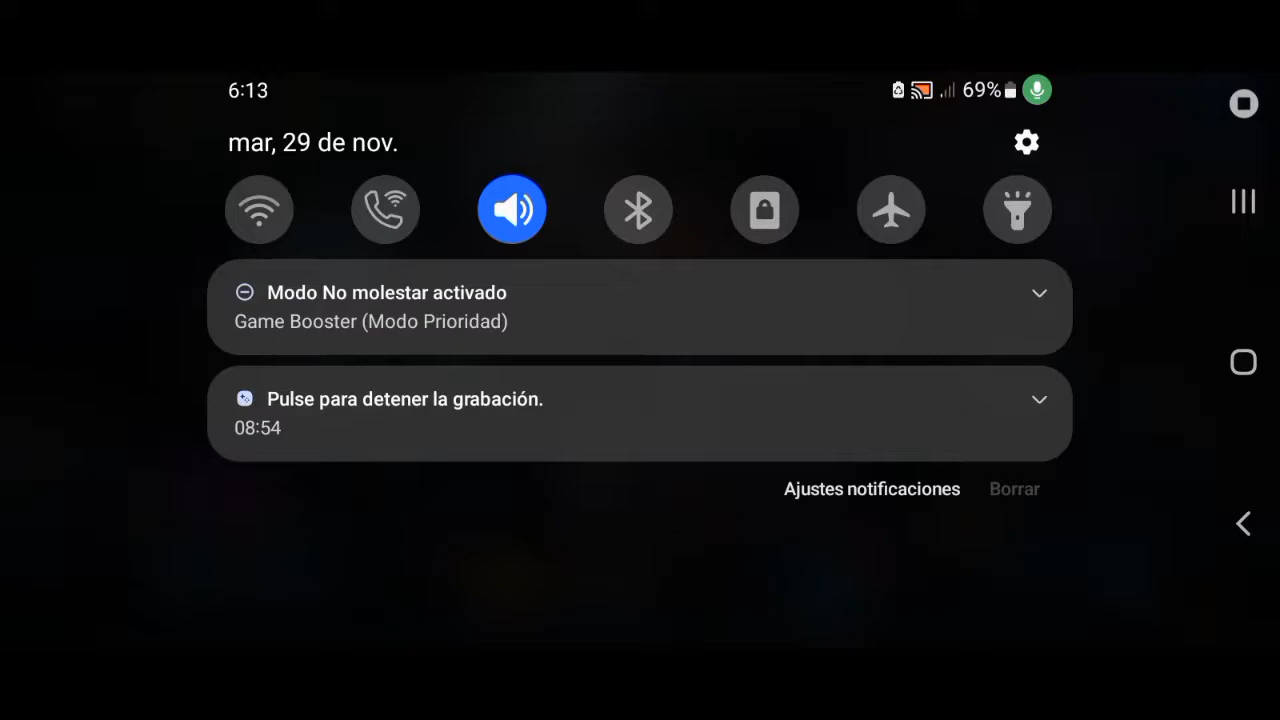 6:13
69%
mar, 29 de nov.
Modo No molestar activado
Game Booster (Modo Prioridad)
Pulse para detener la grabación.
08:54
Ajustes notificaciones
Borrar